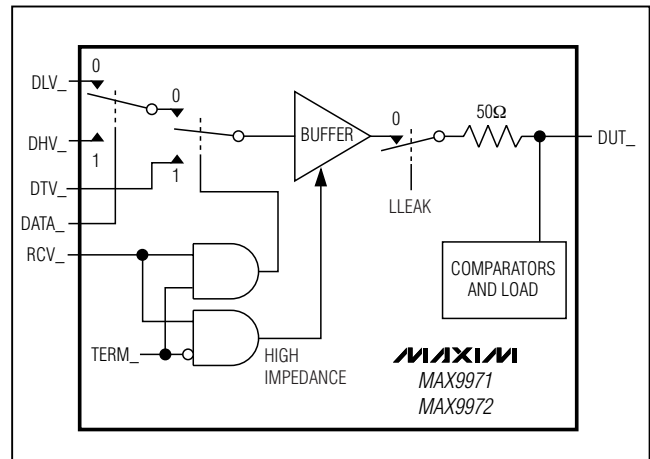 0
DLV_
0
DHV_
1
BUFFER
0
50Ω
DUT_
DTV_
1
DATA_
LLEAK
RCV_
COMPARATORS
AND LOAD
TERM_
HIGH
IMPEDANCE
MAXIM
MAX9971
MAX9972